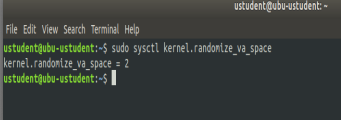 ustudent@ubu-ustudent: ~
File Edit View Search Terminal Help
ustudent@ubu-ustudent:~$ sudo sysctl kernel.randomize_va_space
kernel.randomize_va_space = 2
ustudent@ubu-ustudent:~$